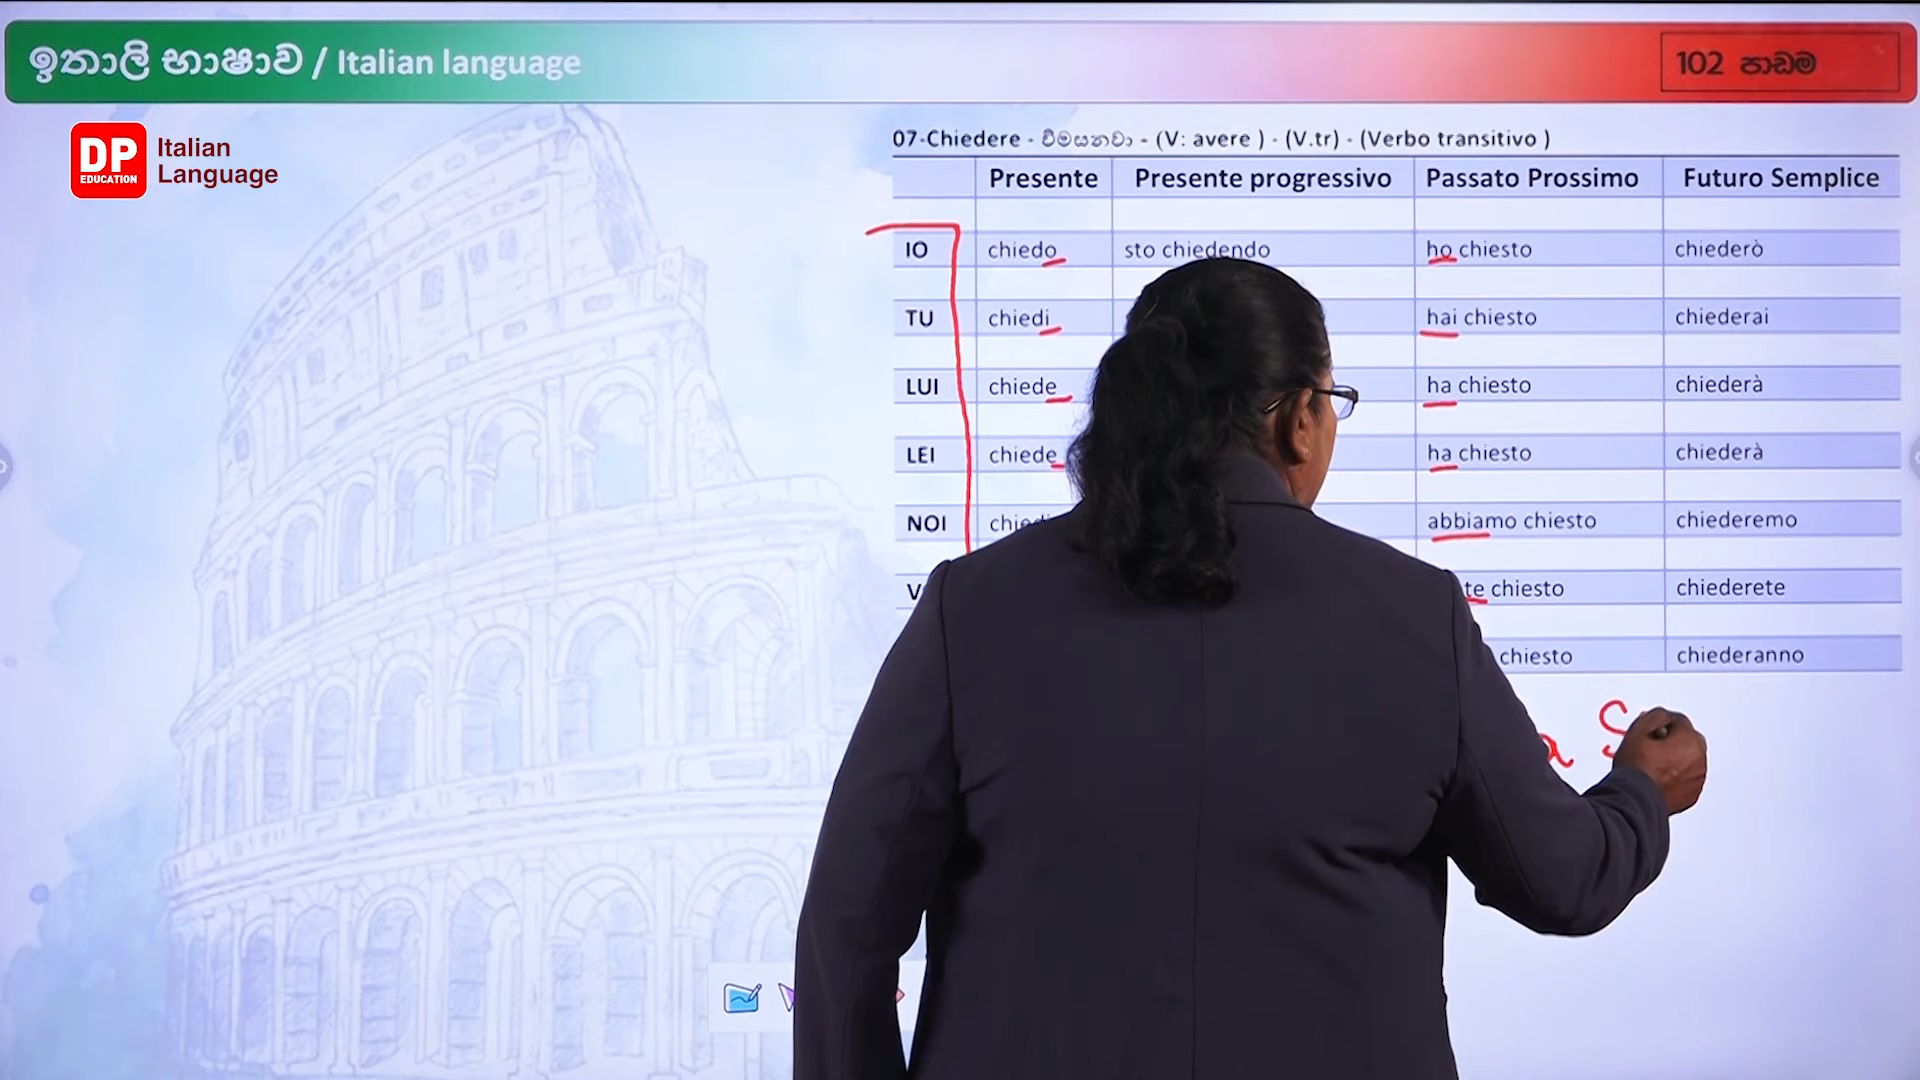 ඉතාලි භාෂාව / Italian language
102 පාඩම
DP EDUCATION
Italian Language
07-Chiedere - විමසනවා - (V: avere ) - (V.tr) - (Verbo transitivo )
Presente Presente progressivo Passato Prossimo Futuro Semplice
IO chiedo sto chiedendo ho chiesto chiederò
TU chiedi hai chiesto chiederai
LUI chiede ha chiesto chiederà
LEI chiede ha chiesto chiederà
NOI abbiamo chiesto chiederemo
chiesto chiederete
chiesto chiederanno